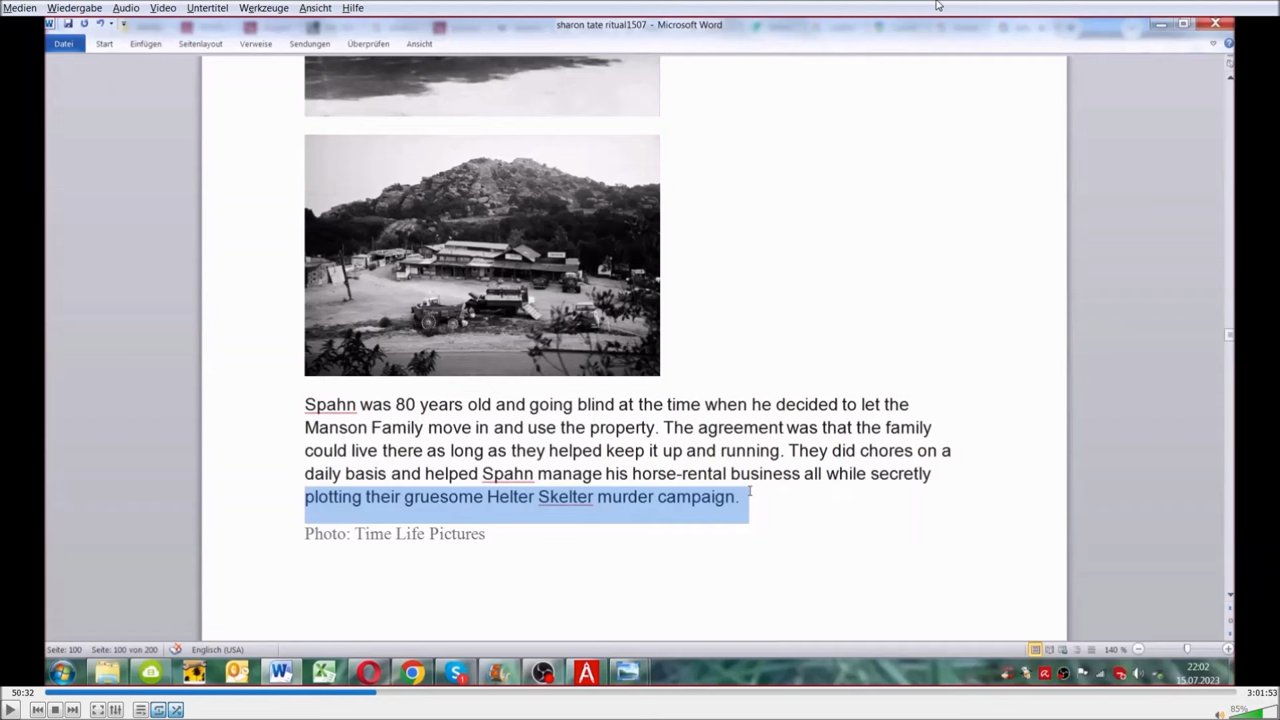 Medien Wiedergabe Audio Video Untertitel Werkzeuge Ansicht Hilfe
sharon tate ritual1507 - Microsoft Word
Datei Start Einfügen Seitenlayout Verweise Sendungen Überprüfen Ansicht
Spahn was 80 years old and going blind at the time when he decided to let the
Manson Family move in and use the property. The agreement was that the family
could live there as long as they helped keep it up and running. They did chores on a
daily basis and helped Spahn manage his horse-rental business all while secretly
plotting their gruesome Helter Skelter murder campaign.
Photo: Time Life Pictures
Seite: 100 Seite: 100 von 200 Englisch (USA) 140 %
22:02
15.07.2023
50:32 3:01:53
85%